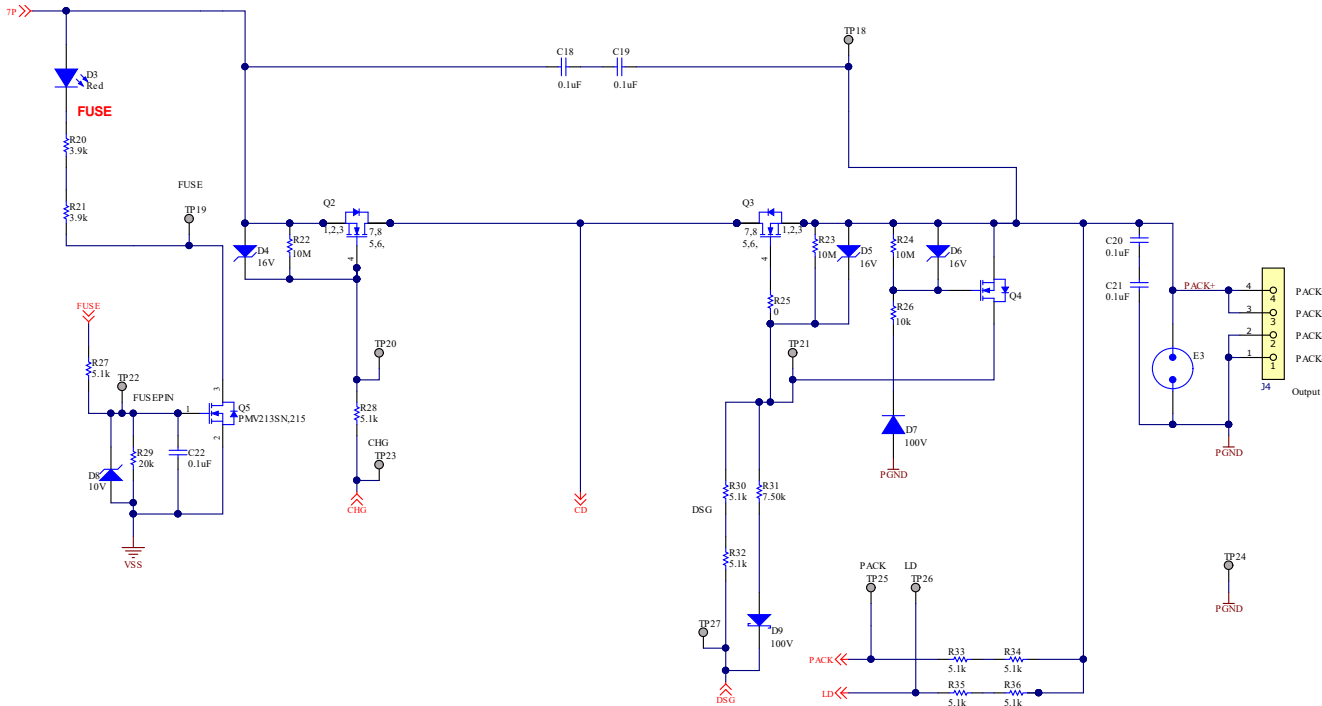 7P
TP18
C18
C19
0.1uF
0.1uF
D3
Red
FUSE
R20
3.9k
R21
3.9k
FUSE
TP19
Q2
1,2,3
7,8
5,6,
4
D4
16V
R22
10M
Q3
7,8
5,6,
1,2,3
4
R23
10M
D5
16V
R24
10M
D6
16V
Q4
R25
0
R26
10k
C20
0.1uF
C21
0.1uF
PACK+
4
4
3
3
2
2
1
1
PACK
PACK
PACK
PACK
J4
Output
E3
PGND
FUSE
R27
5.1k
TP22
FUSEPIN
1
3
2
Q5
PMV213SN,215
D8
10V
R29
20k
C22
0.1uF
VSS
TP20
R28
5.1k
CHG
TP23
CHG
CD
TP21
D7
100V
PGND
R30
5.1k
R31
7.50k
DSG
R32
5.1k
TP27
D9
100V
DSG
PACK
TP25
LD
TP26
PACK
R33
5.1k
R34
5.1k
LD
R35
5.1k
R36
5.1k
TP24
PGND